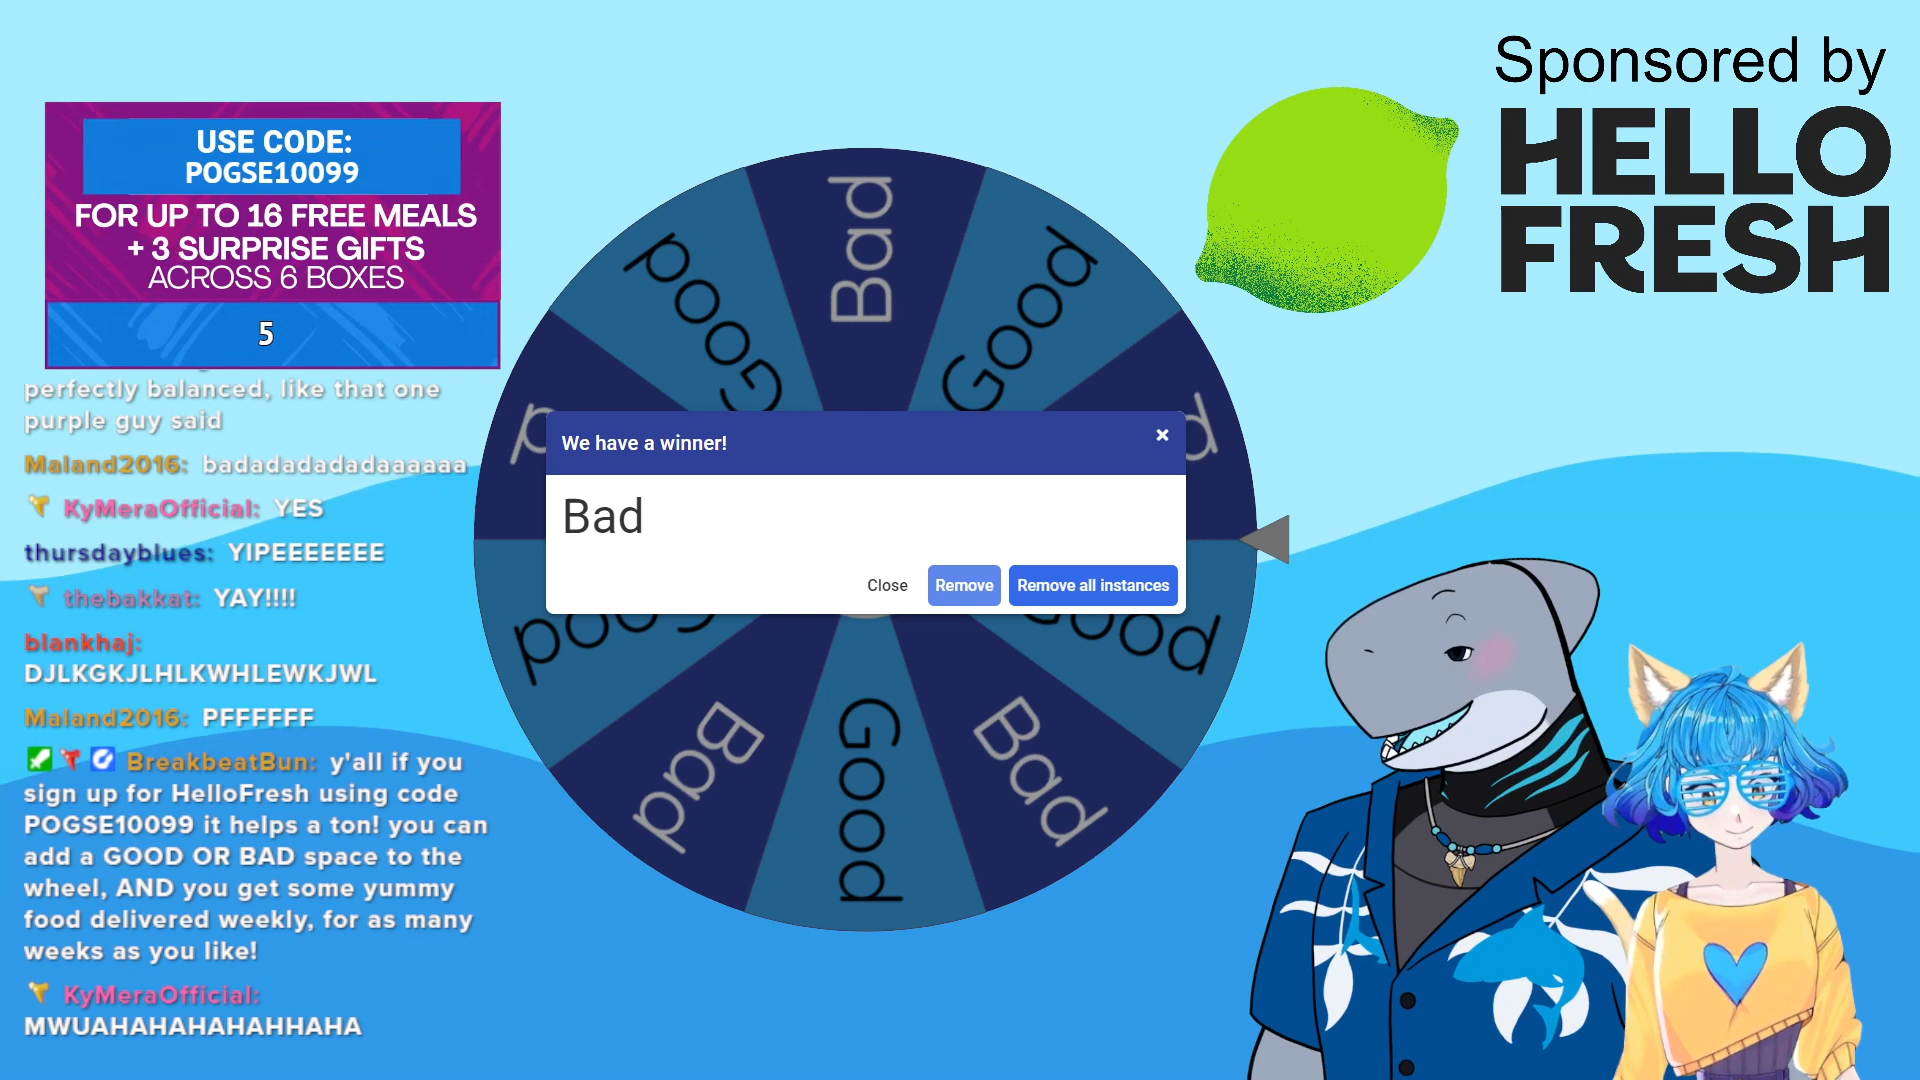 Sponsored by
HELLO
FRESH
USE CODE:
POGSE10099
FOR UP TO 16 FREE MEALS
+ 3 SURPRISE GIFTS
ACROSS 6 BOXES
5
perfectly balanced, like that one
purple guy said
Maland2016: badadadadadaaaaaa
KyMeraOfficial: YES
thursdayblues: YIPEEEEEEE
thebakkat: YAY!!!!
blankhaj:
DJLKGKJLHLKWHLEWKJWL
Maland2016: PFFFFFF
BreakbeatBun: y'all if you
sign up for HelloFresh using code
POGSE10099 it helps a ton! you can
add a GOOD OR BAD space to the
wheel, AND you get some yummy
food delivered weekly, for as many
weeks as you like!
KyMeraOfficial:
MWUAHAHAHAHAHHAHA
Good
Bad
Good
We have a winner!
Bad
Close
Remove
Remove all instances
Good
Bad
Good
Bad
Good